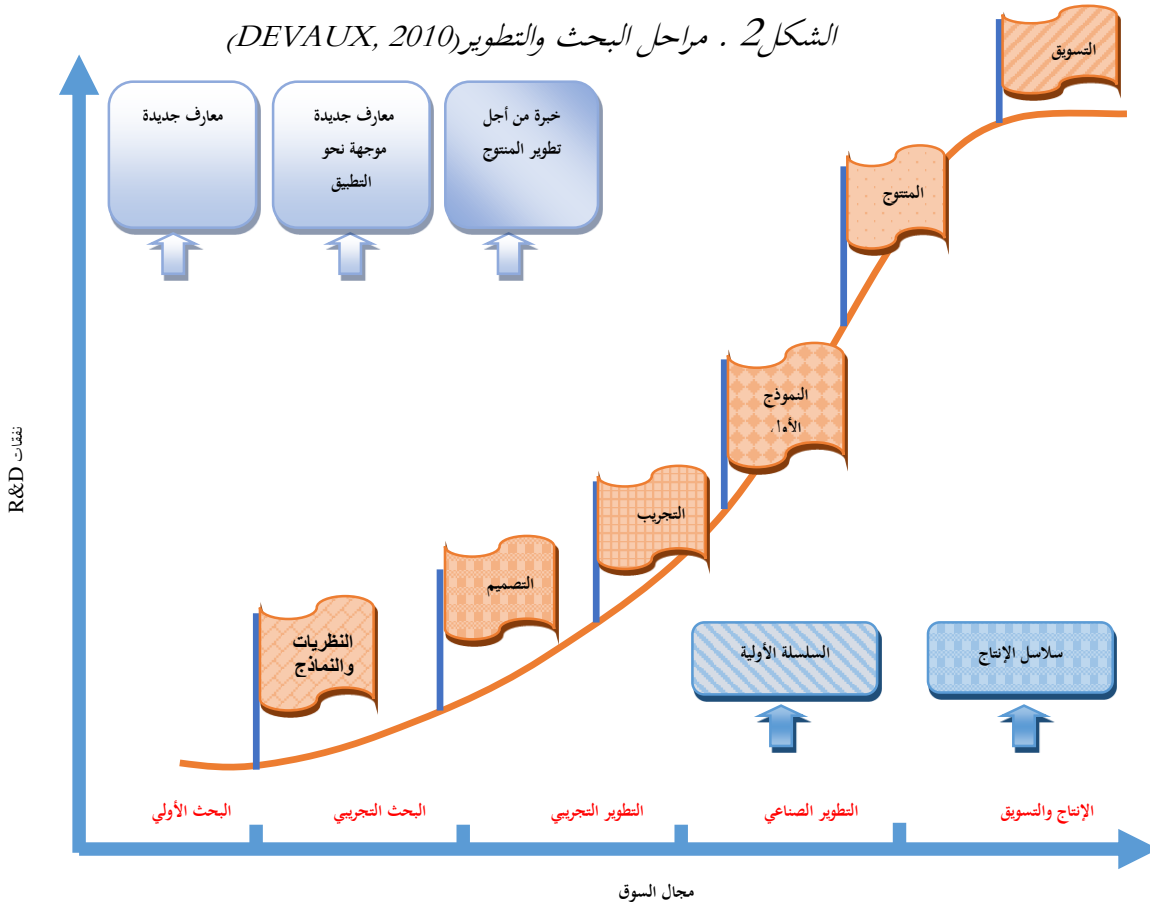 الشكل2 . مراحل البحث والتطوير(DEVAUX, 2010)
التسويق
معارف جديدة
معارف جديدة
موجهة نحو
التطبيق
خبرة من أجل
تطوير المنتوج
المنتوج
النموذج
الأول
التجريب
التصميم
النظريات
والنماذج
السلسلة الأولية
سلاسل الإنتاج
نفقات R&D
البحث الأولي
البحث التجريبي
التطوير التجريبي
التطوير الصناعي
الإنتاج والتسويق
مجال السوق